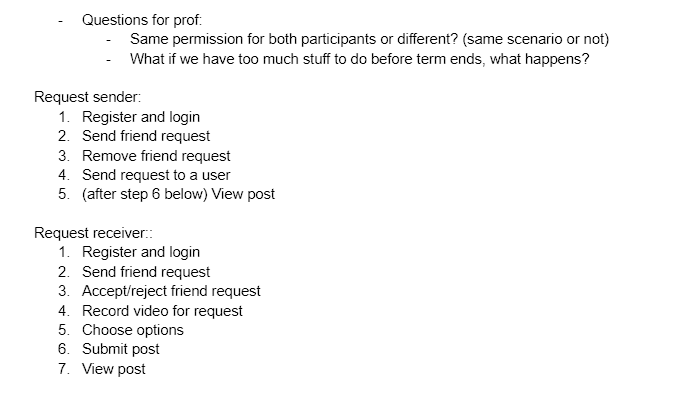 - Questions for prof:
- Same permission for both participants or different? (same scenario or not)
- What if we have too much stuff to do before term ends, what happens?
Request sender:
1. Register and login
2. Send friend request
3. Remove friend request
4. Send request to a user
5. (after step 6 below) View post
Request receiver::
1. Register and login
2. Send friend request
3. Accept/reject friend request
4. Record video for request
5. Choose options
6. Submit post
7. View post